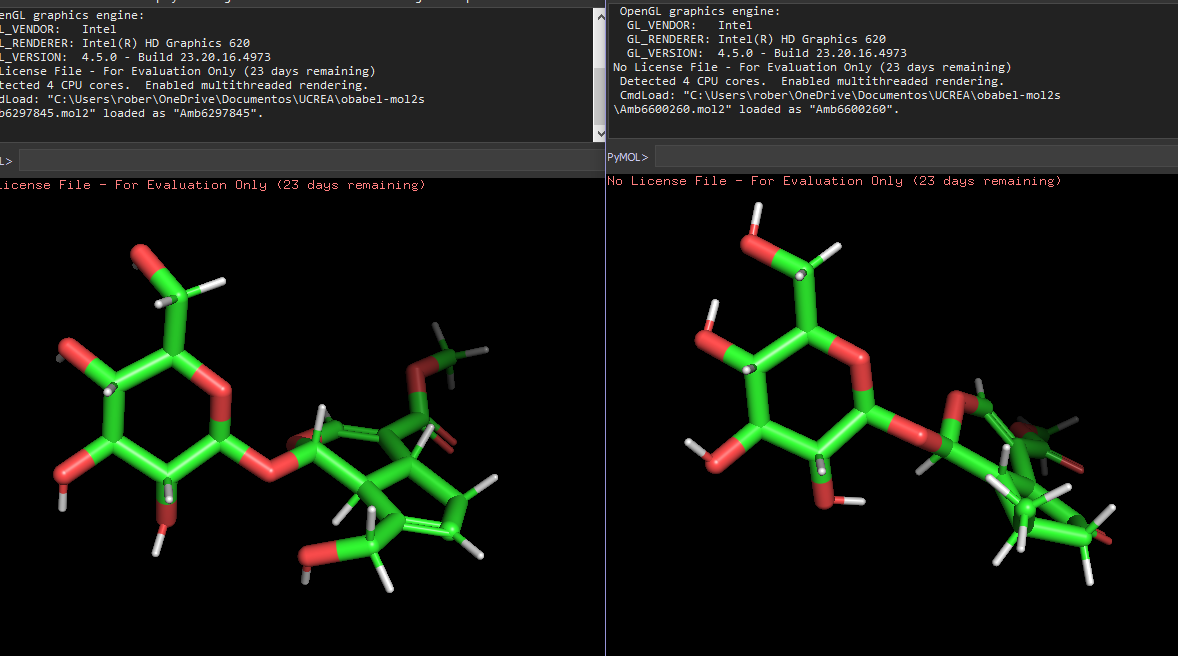 penGL graphics engine:
L_VENDOR:   Intel
L_RENDERER: Intel(R) HD Graphics 620
L_VERSION:  4.5.0 - Build 23.20.16.4973
License File - For Evaluation Only (23 days remaining)
tected 4 CPU cores.  Enabled multithreaded rendering.
dLoad: "C:\Users\rober\OneDrive\Documentos\UCREA\obabel-mol2s
b6297845.mol2" loaded as "Amb6297845".
L>
License File - For Evaluation Only (23 days remaining)
OpenGL graphics engine:
GL_VENDOR:   Intel
GL_RENDERER: Intel(R) HD Graphics 620
GL_VERSION:  4.5.0 - Build 23.20.16.4973
No License File - For Evaluation Only (23 days remaining)
Detected 4 CPU cores.  Enabled multithreaded rendering.
CmdLoad: "C:\Users\rober\OneDrive\Documentos\UCREA\obabel-mol2s
\Amb6600260.mol2" loaded as "Amb6600260".
PyMOL>
No License File - For Evaluation Only (23 days remaining)